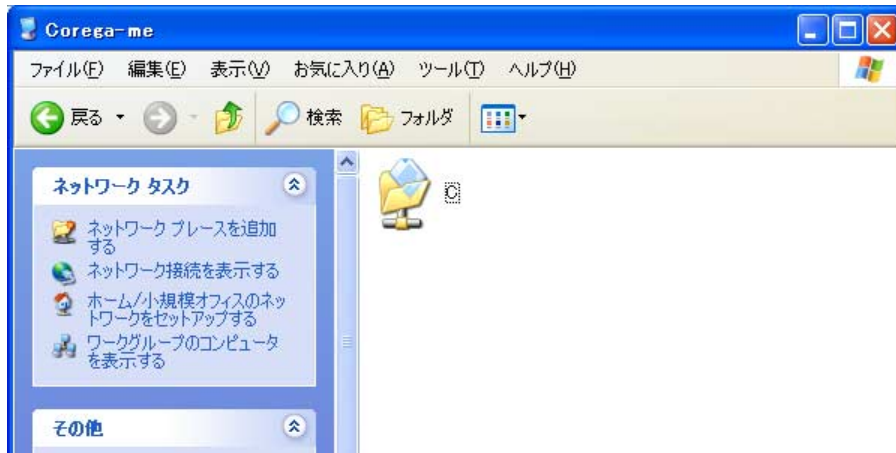 Corega-me
ファイル(F) 編集(E) 表示(V) お気に入り(A) ツール(T) ヘルプ(H)
戻る 検索 フォルダ
ネットワーク タスク
ネットワーク プレースを追加
する
ネットワーク接続を表示する
ホーム/小規模オフィスのネッ
トワークをセットアップする
ワークグループのコンピュータ
を表示する
その他
C